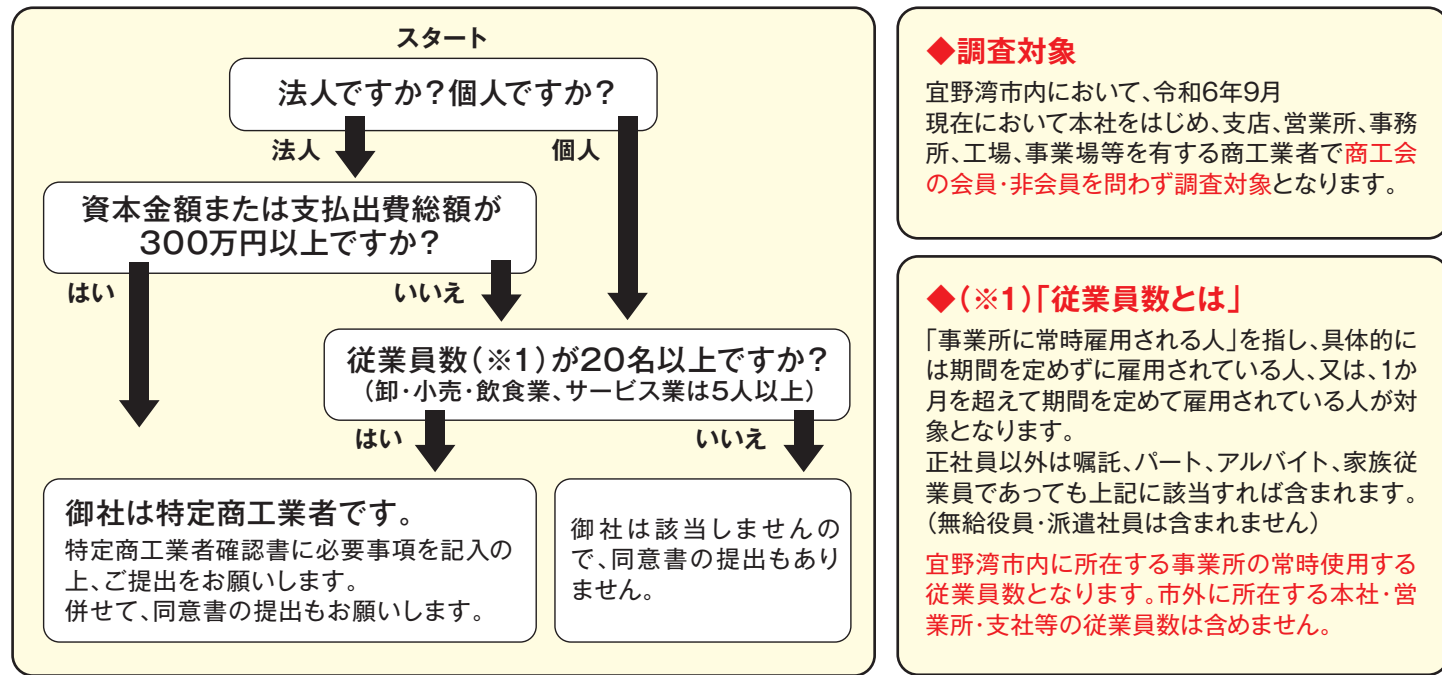 スタート
法人ですか？個人ですか？
法人
個人
資本金額または支払出費総額が
300万円以上ですか？
はい
いいえ
従業員数（※1）が20名以上ですか？
（卸・小売・飲食業、サービス業は5人以上）
はい
いいえ
御社は特定商工業者です。
特定商工業者確認書に必要事項を記入の
上、ご提出をお願いします。
併せて、同意書の提出もお願いします。
御社は該当しませんの
で、同意書の提出もあり
ません。
◆調査対象
宜野湾市内において、令和6年9月
現在において本社をはじめ、支店、営業所、事務
所、工場、事業場等を有する商工業者で商工会
の会員・非会員を問わず調査対象となります。
◆（※1）「従業員数とは」
「事業所に常時雇用される人」を指し、具体的に
は期間を定めずに雇用されている人、又は、1か
月を超えて期間を定めて雇用されている人が対
象となります。
正社員以外は嘱託、パート、アルバイト、家族従
業員であっても上記に該当すれば含まれます。
（無給役員・派遣社員は含まれません）
宜野湾市内に所在する事業所の常時使用する
従業員数となります。市外に所在する本社・営
業所・支社等の従業員数は含めません。